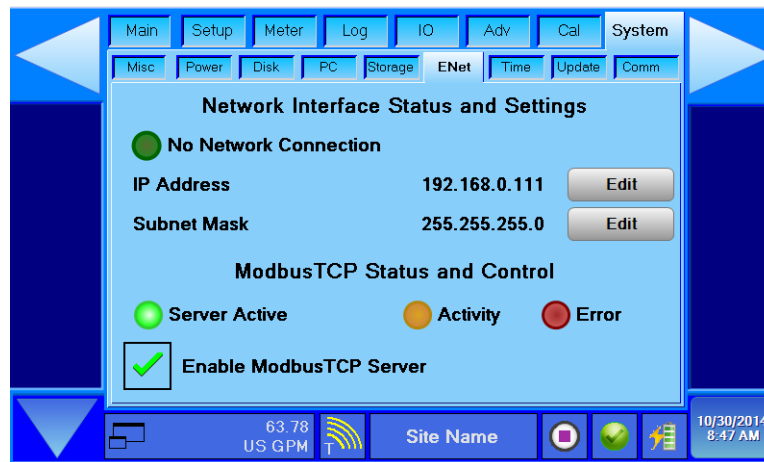 Main Setup Meter Log IO Adv Cal System
Misc Power Disk PC Storage ENet Time Update Comm
Network Interface Status and Settings
No Network Connection
IP Address 192.168.0.111 Edit
Subnet Mask 255.255.255.0 Edit
ModbusTCP Status and Control
Server Active Activity Error
Enable ModbusTCP Server
63.78
US GPM
T
Site Name
10/30/2014
8:47 AM